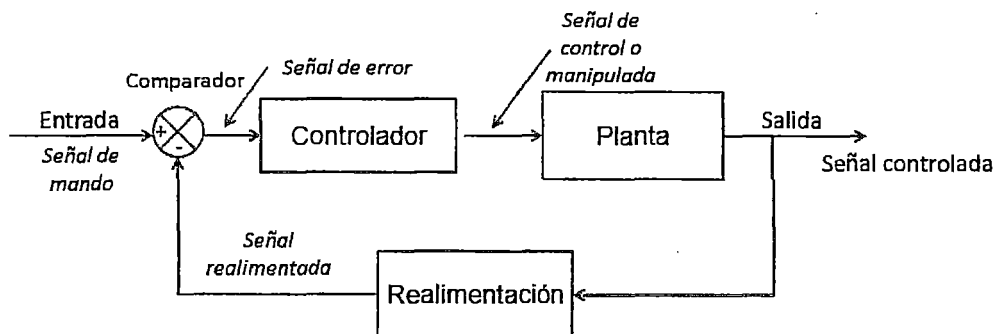 Señal de
control o
manipulada
Señal de error
Comparador
Entrada
+
-
Controlador
Planta
Salida
Señal de
mando
Señal controlada
Señal
realimentada
Realimentación